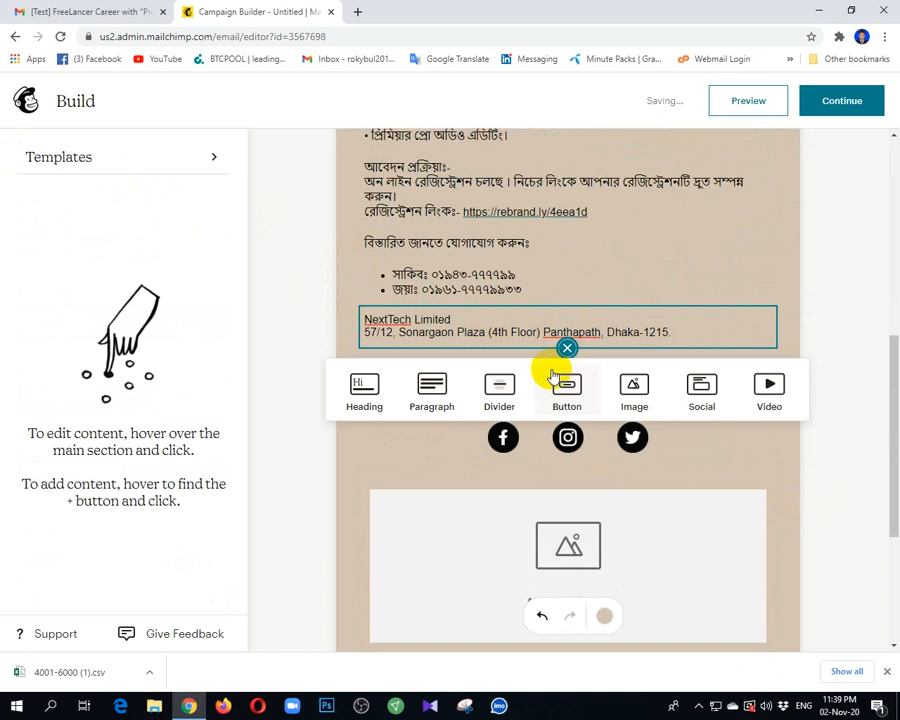 [Test] FreeLancer Career with "Pr
Campaign Builder - Untitled | Ma
us2.admin.mailchimp.com/email/editor?id=3567698
Apps
(3) Facebook
YouTube
BTCPOOL | leading...
Inbox - rokybul201...
Google Translate
Messaging
Minute Packs | Gra...
Webmail Login
Other bookmarks
Build
Saving...
Preview
Continue
Templates
• প্রিমিয়ার প্রো অডিও এডিটিং।
আবেদন প্রক্রিয়াঃ-
অন লাইন রেজিস্ট্রেশন চলছে । নিচের লিংকে আপনার রেজিস্ট্রেশনটি দ্রুত সম্পন্ন
করুন।
রেজিস্ট্রেশন লিংকঃ- https://rebrand.ly/4eea1d
বিস্তারিত জানতে যোগাযোগ করুনঃ
• সাকিবঃ ০১৯৪৩-৭৭৭৭৯৯
• জয়াঃ ০১৯৬১-৭৭৭৭৯৯৩৩
NextTech Limited
57/12, Sonargaon Plaza (4th Floor) Panthapath, Dhaka-1215.
Hi
Heading
Paragraph
Divider
Button
Image
Social
Video
To edit content, hover over the
main section and click.
To add content, hover to find the
+ button and click.
? Support
Give Feedback
4001-6000 (1).csv
Show all
ENG
11:39 PM
02-Nov-20